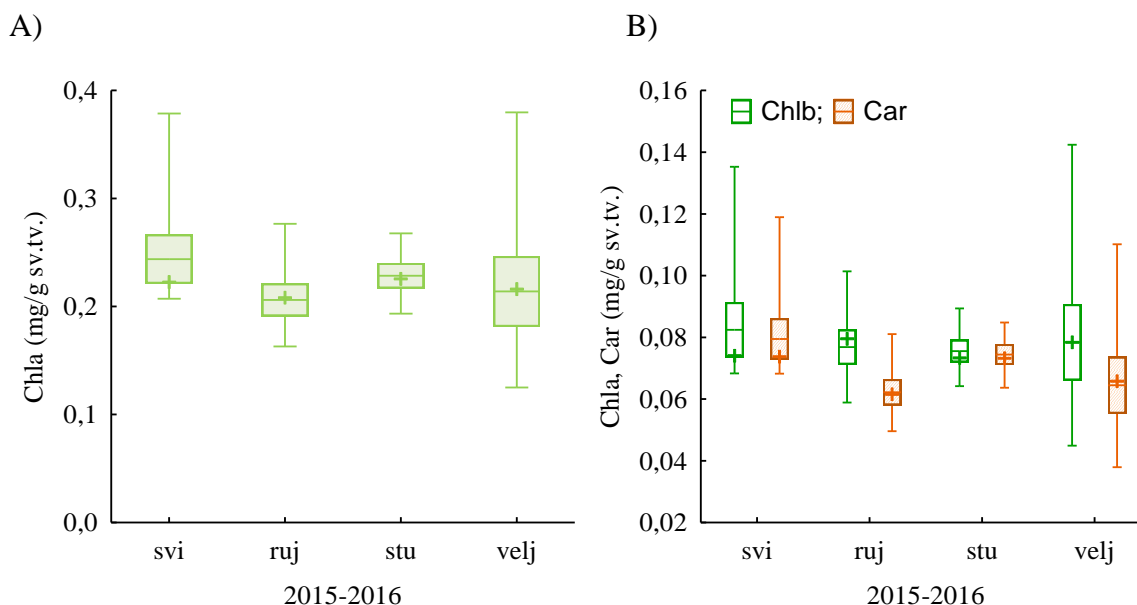 A)
B)
0,4
0,3
0,2
0,1
0,0
Chla (mg/g sv.tv.)
svi ruj stu velj
2015-2016
Chlb; Car
0,16
0,14
0,12
0,10
0,08
0,06
0,04
0,02
Chla, Car (mg/g sv.tv.)
svi ruj stu velj
2015-2016